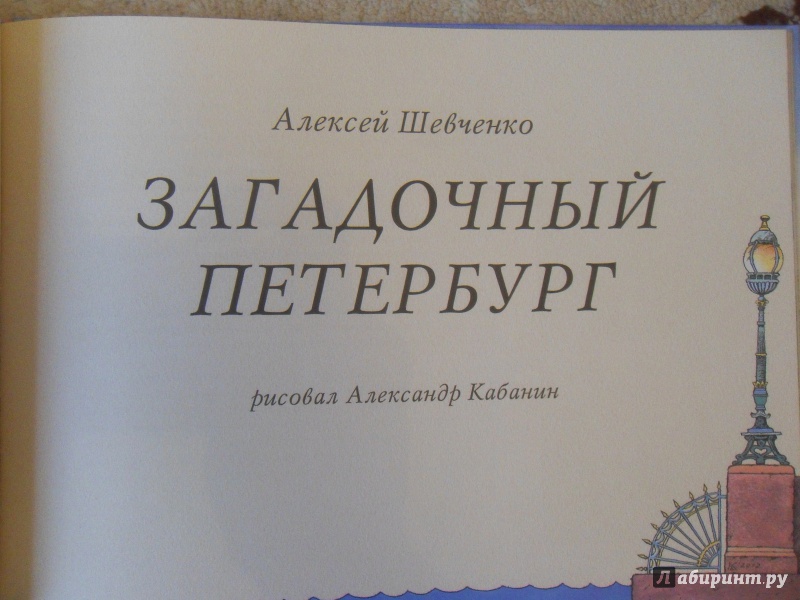 Алексей Шевченко
ЗАГАДОЧНЫЙ
ПЕТЕРБУРГ
рисовал Александр Кабанин
Лабиринт.ру